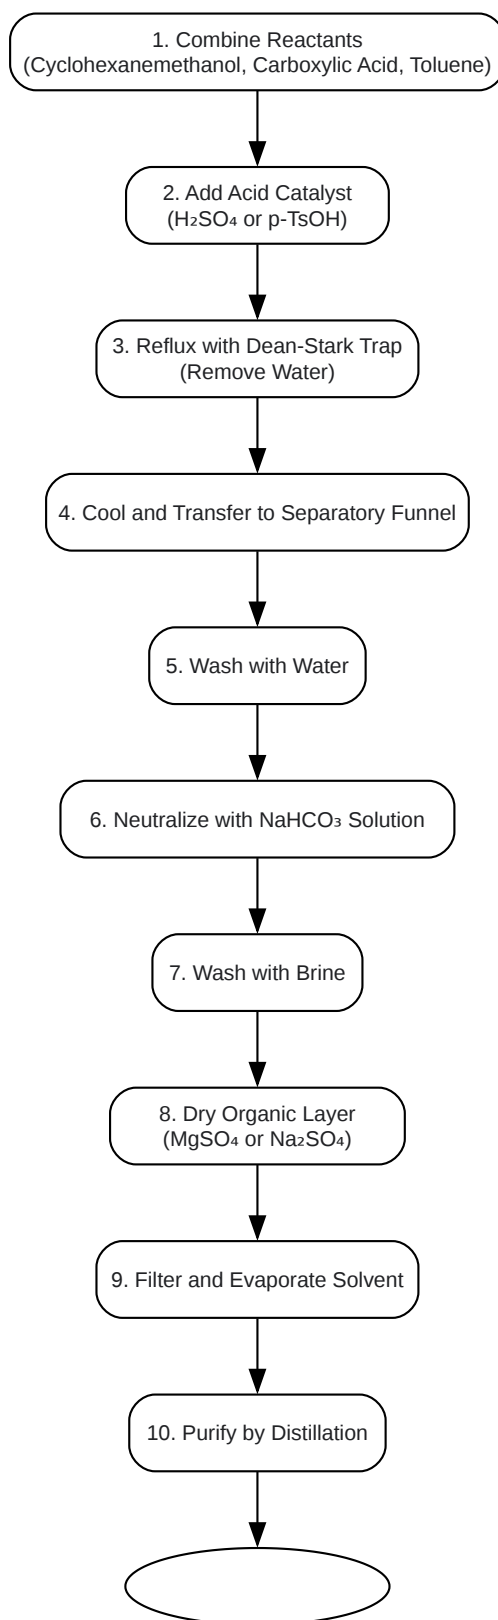 1. Combine Reactants
(Cyclohexanemethanol, Carboxylic Acid, Toluene)
2. Add Acid Catalyst
(H₂SO₄ or p-TsOH)
3. Reflux with Dean-Stark Trap
(Remove Water)
4. Cool and Transfer to Separatory Funnel
5. Wash with Water
6. Neutralize with NaHCO₃ Solution
7. Wash with Brine
8. Dry Organic Layer
(MgSO₄ or Na₂SO₄)
9. Filter and Evaporate Solvent
10. Purify by Distillation